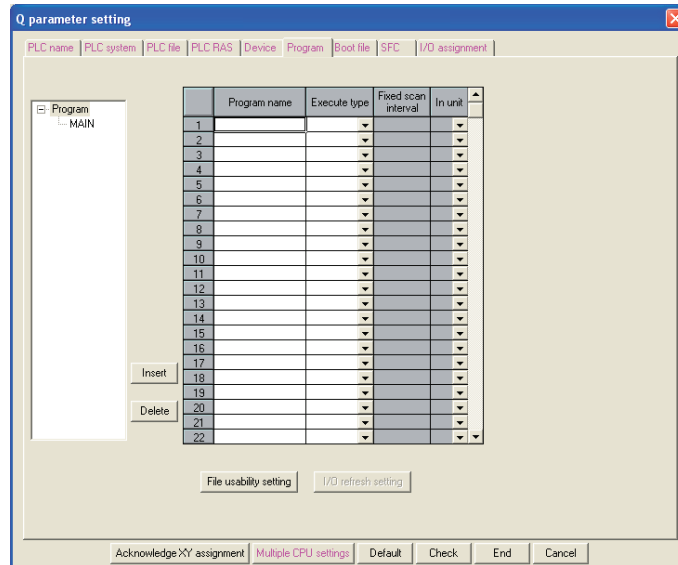 Q parameter setting
PLC name PLC system PLC file PLC RAS Device Program Boot file SFC I/O assignment
Program
MAIN
Program name Execute type Fixed scan interval In unit
1
2
3
4
5
6
7
8
9
10
11
12
13
14
15
16
17
18
19
20
21
22
Insert
Delete
File usability setting I/O refresh setting
Acknowledge XY assignment Multiple CPU settings Default Check End Cancel